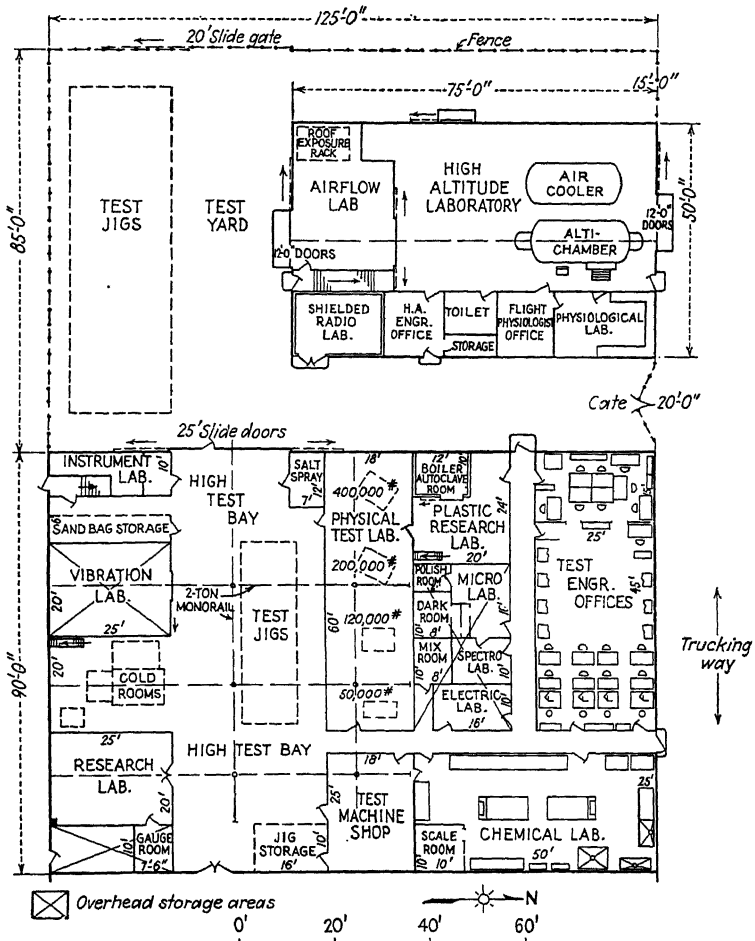 125'-0"
20' Slide gate
Fence
75'-0"
15'-0"
ROOF
EXPOSURE
RACK
AIRFLOW
LAB
HIGH
ALTITUDE
LABORATORY
AIR
COOLER
ALTI-
CHAMBER
12'-0"
DOORS
50'-0"
TEST
JIGS
TEST
YARD
85'-0"
12'-0" DOORS
SHIELDED
RADIO
LAB.
H.A.
ENGR.
OFFICE
TOILET
STORAGE
FLIGHT
PHYSIOLOGIST
OFFICE
PHYSIOLOGICAL
LAB.
Gate
20'-0"
25' Slide doors
INSTRUMENT
LAB.
10'
HIGH
TEST
BAY
SALT
SPRAY
7'
12'
18'
400,000#
PHYSICAL
TEST LAB.
12'
10'
BOILER
AUTOCLAVE
ROOM
PLASTIC
RESEARCH
LAB.
24'
20'
25'
TEST
ENGR.
OFFICES
45'
6'
SAND BAG STORAGE
VIBRATION
LAB.
20'
25'
2-TON
MONORAIL
TEST
JIGS
200,000#
60'
120,000#
50,000#
POLISH
ROOM
MICRO
LAB.
DARK
ROOM
10'
8'
MIX
ROOM
10'
8'
SPECTRO
LAB.
10'
ELECTRIC
LAB.
10'
16'
Trucking
way
90'-0"
20'
COLD
ROOMS
25'
RESEARCH
LAB.
20'
HIGH TEST BAY
18'
25'
TEST
MACHINE
SHOP
25'
CHEMICAL LAB.
50'
SCALE
ROOM
10'
10'
GAUGE
ROOM
10'
7'-6"
JIG
STORAGE
10'
16'
Overhead storage areas
N
0' 20' 40' 60'